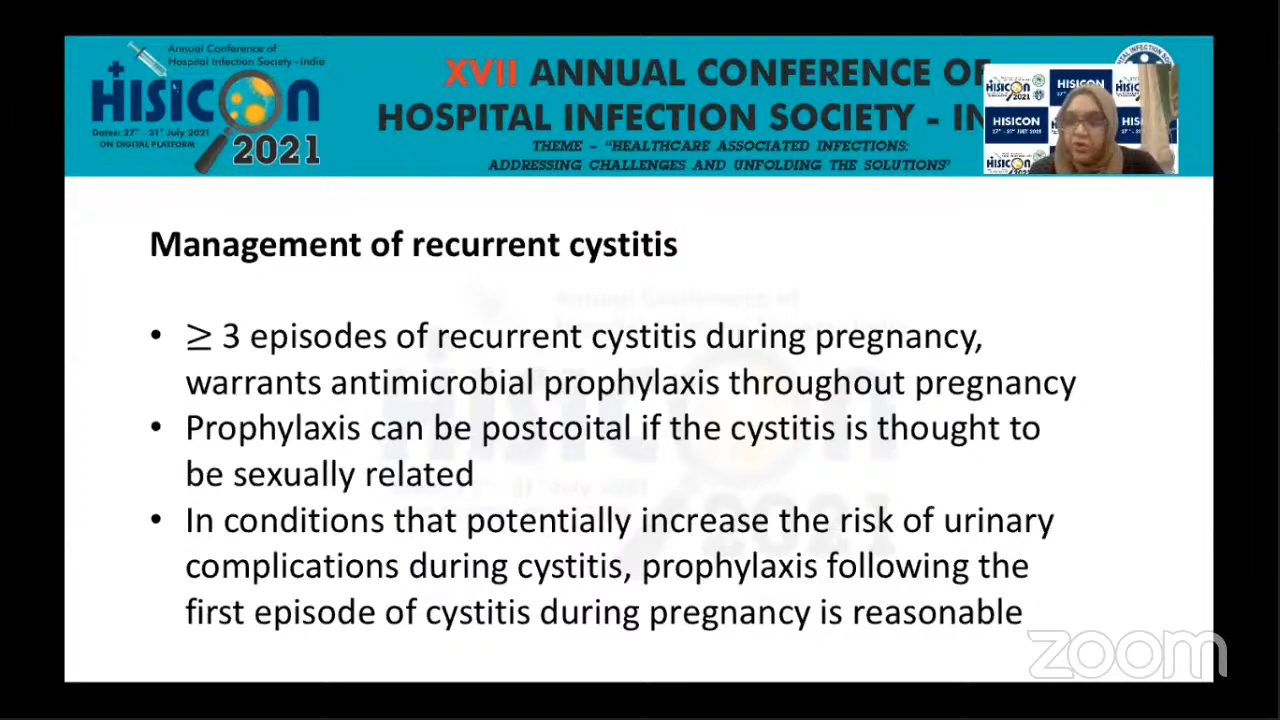 Annual Conference of
Hospital Infection Society -India
HISICON
Dates: 27th - 31st July 2021
ON DIGITAL PLATFORM
2021
XVII ANNUAL CONFERENCE OF
HOSPITAL INFECTION SOCIETY - IN
THEME – "HEALTHCARE ASSOCIATED INFECTIONS:
ADDRESSING CHALLENGES AND UNFOLDING THE SOLUTIONS"
HISICON
HISICON
Management of recurrent cystitis
• ≥ 3 episodes of recurrent cystitis during pregnancy,
warrants antimicrobial prophylaxis throughout pregnancy
• Prophylaxis can be postcoital if the cystitis is thought to
be sexually related
• In conditions that potentially increase the risk of urinary
complications during cystitis, prophylaxis following the
first episode of cystitis during pregnancy is reasonable
zoom